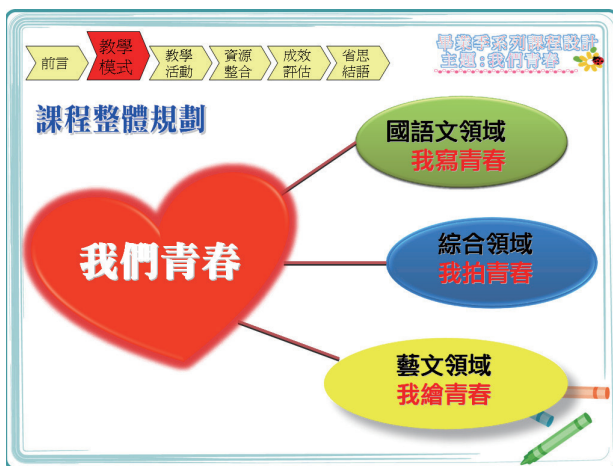 前言
教學
模式
教學
活動
資源
整合
成效
評估
省思
結語
畢業季系列課程設計
主題:我們青春
課程整體規劃
我們青春
國語文領域
我寫青春
綜合領域
我拍青春
藝文領域
我繪青春